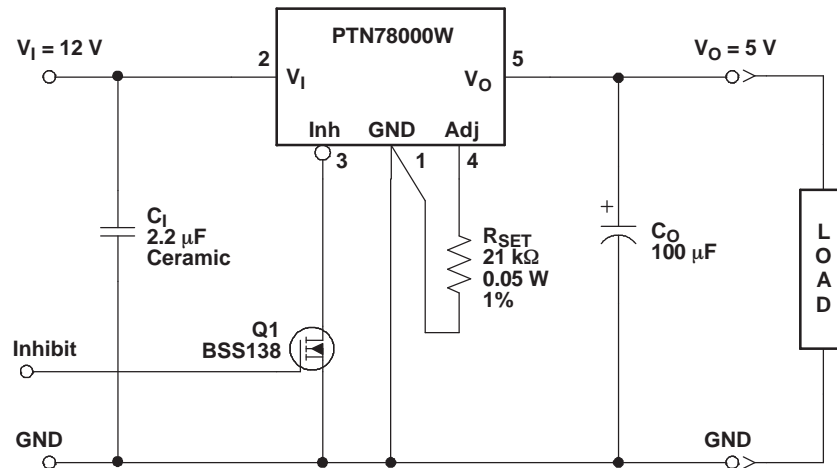 PTN78000W
V_I = 12 V
2
V_I
V_O
5
V_O = 5 V
Inh
GND
Adj
3
1
4
C_I
2.2 μF
Ceramic
R_SET
21 kΩ
0.05 W
1%
+
C_O
100 μF
L
O
A
D
Q1
BSS138
Inhibit
GND
GND